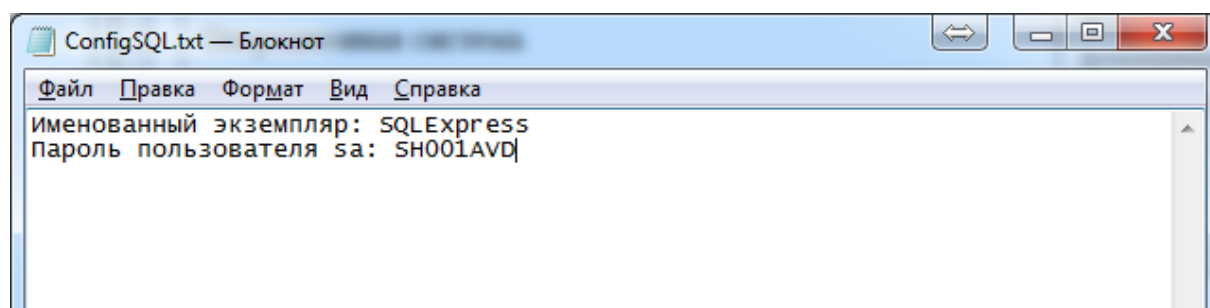 ConfigSQL.txt — Блокнот
Файл Правка Формат Вид Справка
Именованный экземпляр: SQLExpress
Пароль пользователя sa: SH001AVD